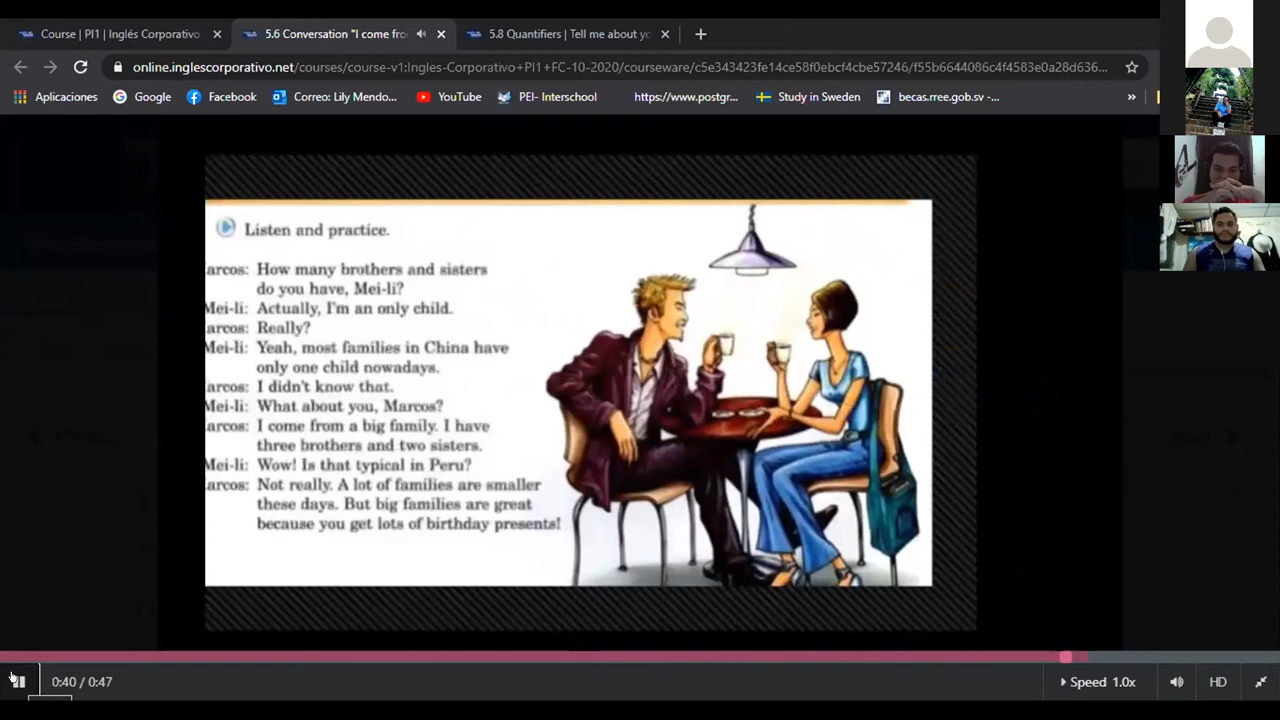 Course | PI1 | Inglés Corporativo
5.6 Conversation "I come fro
5.8 Quantifiers | Tell me about yo
online.inglescorporativo.net/courses/course-v1:Ingles-Corporativo+PI1+FC-10-2020/courseware/c5e343423fe14ce58f0ebcf4cbe57246/f55b6644086c4f4583e0a28d636...
Aplicaciones
Google
Facebook
Correo: Lily Mendo...
YouTube
PEI- Interschool
https://www.postgr...
Study in Sweden
becas.rree.gob.sv -...
»
Listen and practice.
arcos: How many brothers and sisters
do you have, Mei-li?
Mei-li: Actually, I'm an only child.
arcos: Really?
Mei-li: Yeah, most families in China have
only one child nowadays.
arcos: I didn't know that.
Mei-li: What about you, Marcos?
arcos: I come from a big family. I have
three brothers and two sisters.
Mei-li: Wow! Is that typical in Peru?
arcos: Not really. A lot of families are smaller
these days. But big families are great
because you get lots of birthday presents!
0:40 / 0:47
Speed 1.0x
HD